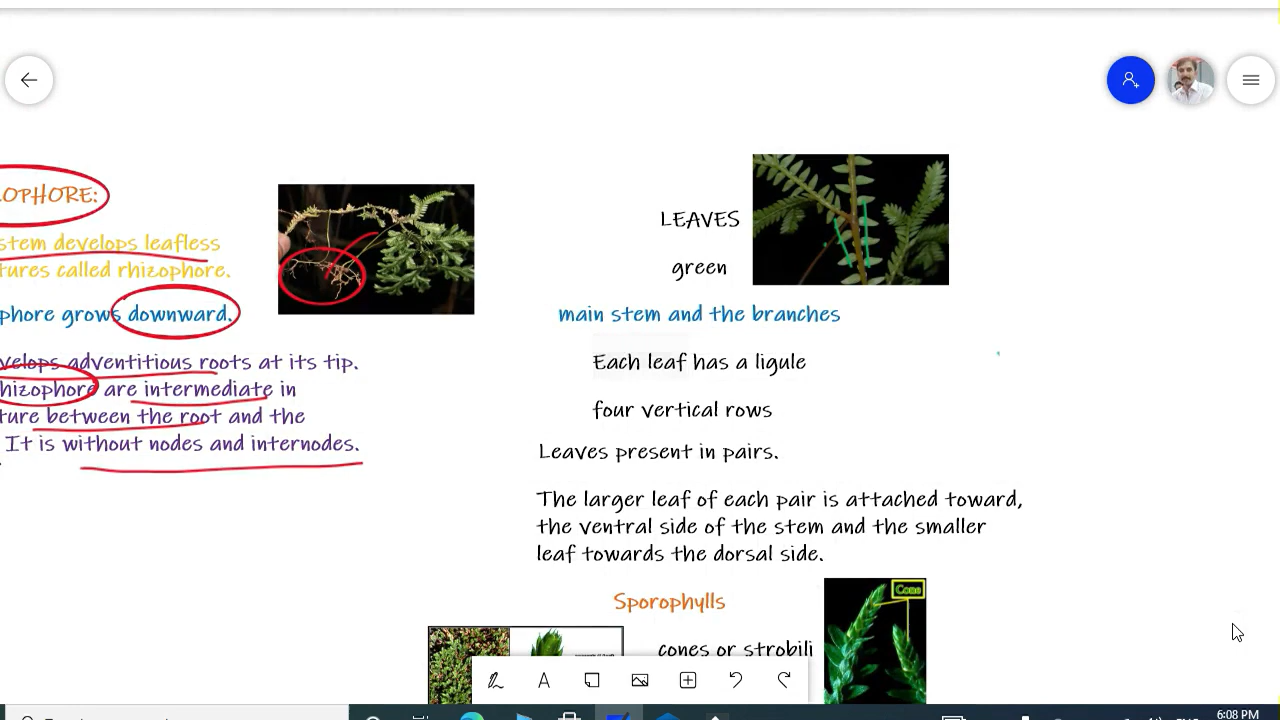 OPHORE:
stem develops leafless
tures called rhizophore.
phore grows downward.
velops adventitious roots at its tip.
hizophore are intermediate in
ture between the root and the
It is without nodes and internodes.
LEAVES
green
main stem and the branches
Each leaf has a ligule
four vertical rows
Leaves present in pairs.
The larger leaf of each pair is attached toward,
the ventral side of the stem and the smaller
leaf towards the dorsal side.
Sporophylls
Cone
cones or strobili
6:08 PM